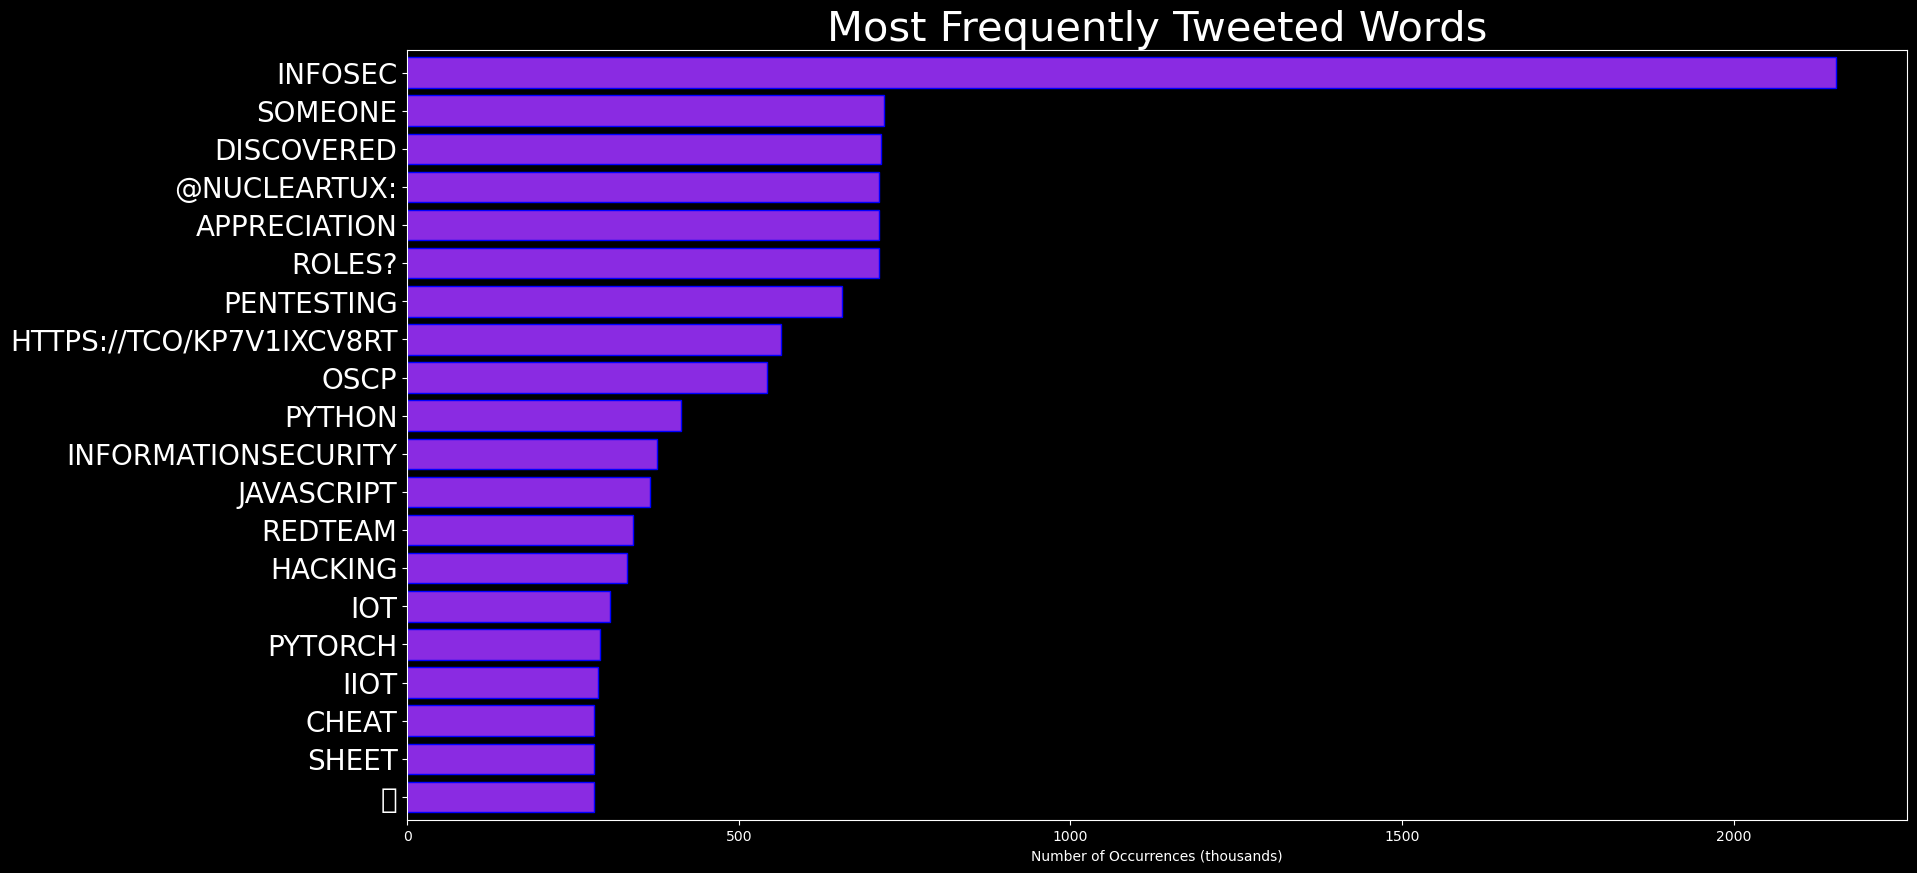 Most Frequently Tweeted Words
INFOSEC
SOMEONE
DISCOVERED
@NUCLEARTUX:
APPRECIATION
ROLES?
PENTESTING
HTTPS://TCO/KP7V1IXCV8RT
OSCP
PYTHON
INFORMATIONSECURITY
JAVASCRIPT
REDTEAM
HACKING
IOT
PYTORCH
IIOT
CHEAT
SHEET
0 500 1000 1500 2000
Number of Occurrences (thousands)